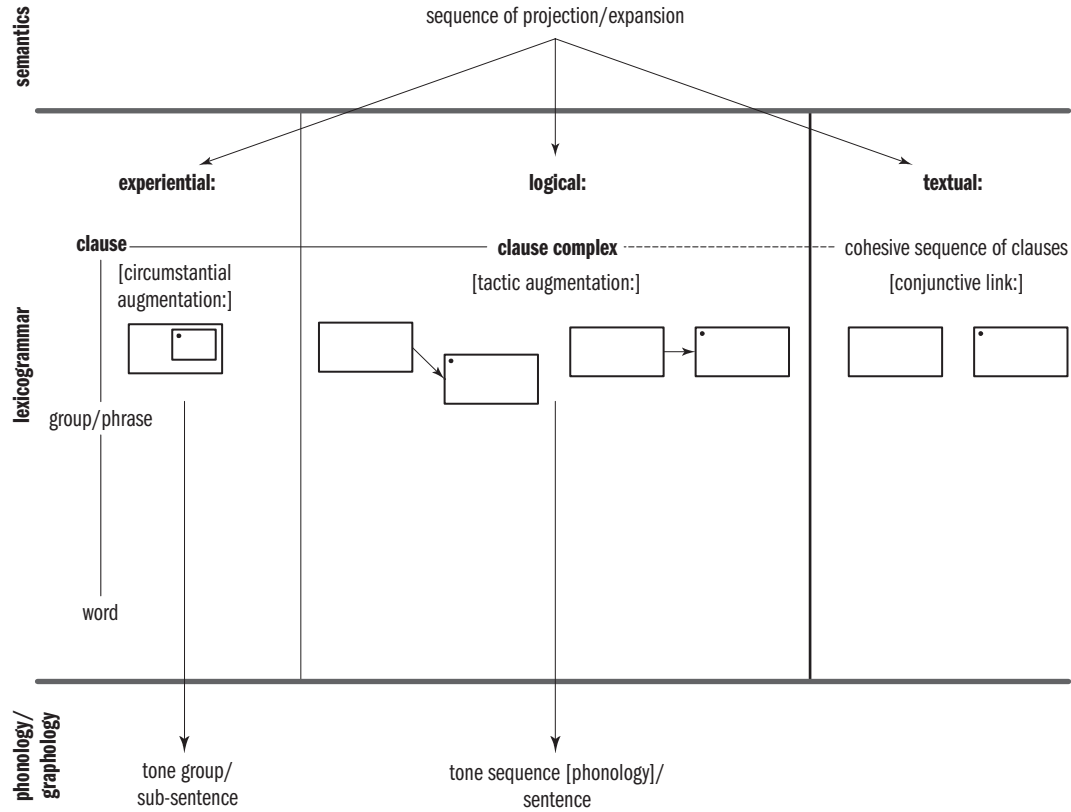 semantics
sequence of projection/expansion
experiential:
logical:
textual:
clause
clause complex
cohesive sequence of clauses
[circumstantial
augmentation:]
[tactic augmentation:]
[conjunctive link:]
lexicogrammar
group/phrase
word
phonology/
graphology
tone group/
sub-sentence
tone sequence [phonology]/
sentence